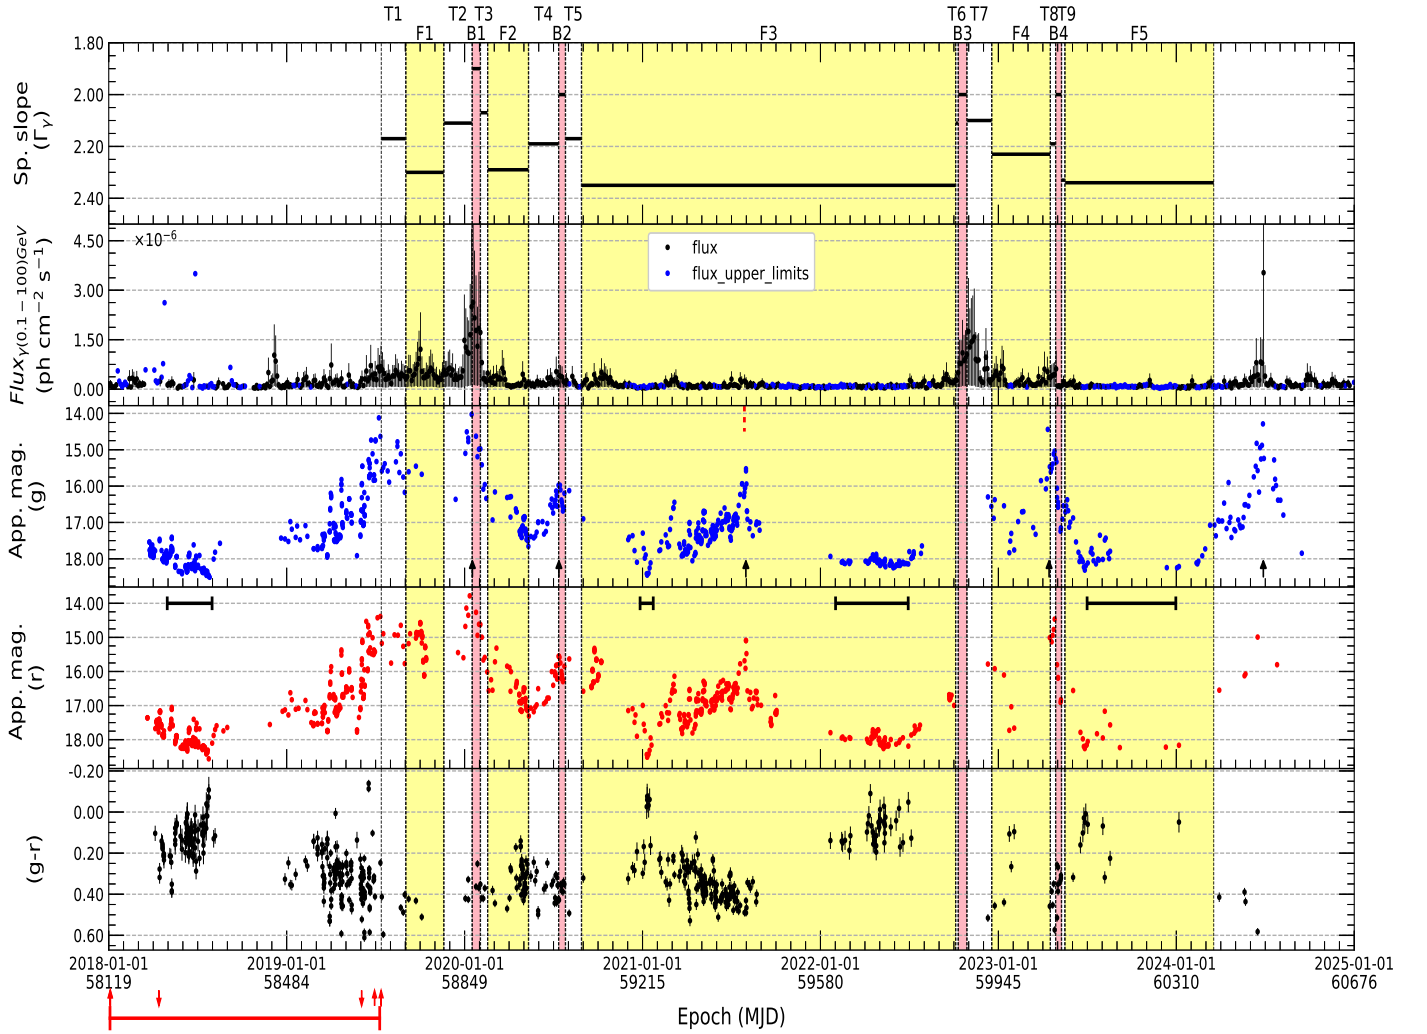 T1 T2 T3 T4 T5 T6 T7 T8 T9
F1 B1 F2 B2 F3 B3 F4 B4 F5
Sp. slope
(Γγ)
1.80
2.00
2.20
2.40
Fluxγ(0.1−100)GeV
(ph cm−2 s−1)
×10−6
4.50
3.00
1.50
0.00
flux
flux_upper_limits
App. mag.
(g)
14.00
15.00
16.00
17.00
18.00
App. mag.
(r)
14.00
15.00
16.00
17.00
18.00
(g-r)
-0.20
0.00
0.20
0.40
0.60
2018-01-01 2019-01-01 2020-01-01 2021-01-01 2022-01-01 2023-01-01 2024-01-01 2025-01-01
58119 58484 58849 59215 59580 59945 60310 60676
Epoch (MJD)